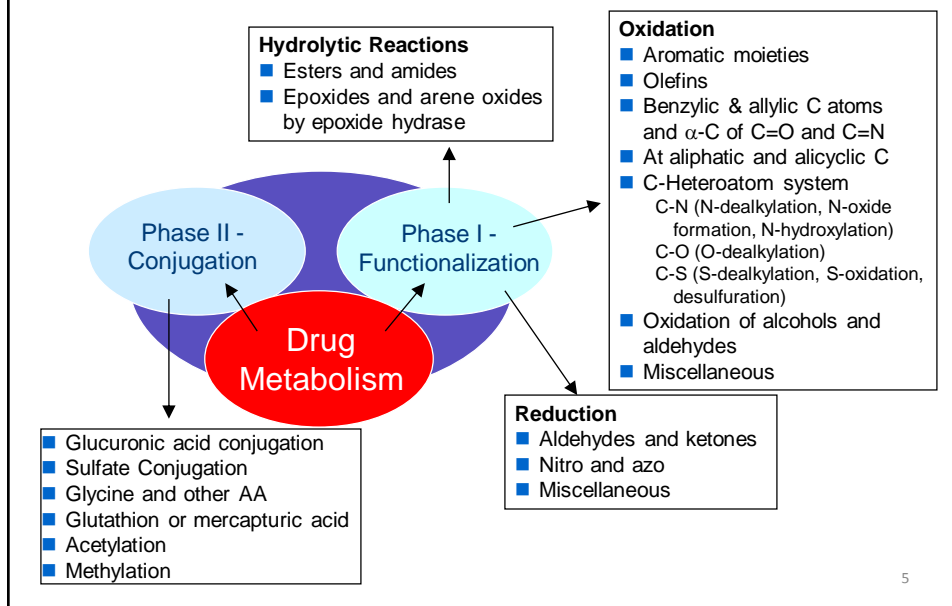 Hydrolytic Reactions
■ Esters and amides
■ Epoxides and arene oxides
by epoxide hydrase
Oxidation
■ Aromatic moieties
■ Olefins
■ Benzylic & allylic C atoms
and α-C of C=O and C=N
■ At aliphatic and alicyclic C
■ C-Heteroatom system
C-N (N-dealkylation, N-oxide
formation, N-hydroxylation)
C-O (O-dealkylation)
C-S (S-dealkylation, S-oxidation,
desulfuration)
■ Oxidation of alcohols and
aldehydes
■ Miscellaneous
Phase II -
Conjugation
Phase I -
Functionalization
Drug
Metabolism
Reduction
■ Aldehydes and ketones
■ Nitro and azo
■ Miscellaneous
■ Glucuronic acid conjugation
■ Sulfate Conjugation
■ Glycine and other AA
■ Glutathion or mercapturic acid
■ Acetylation
■ Methylation
5